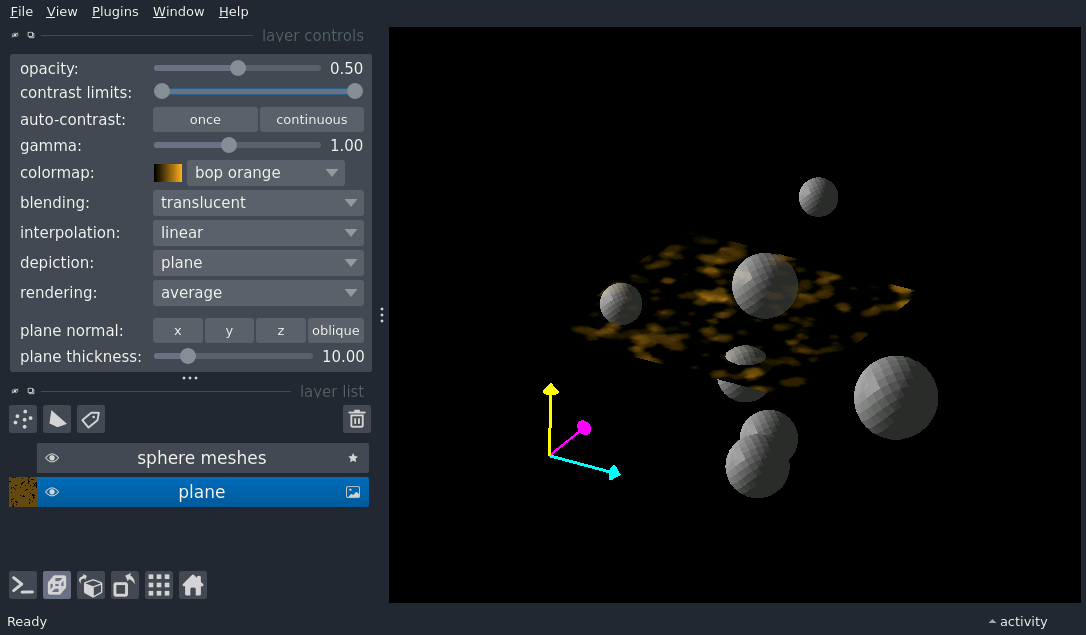 File View Plugins Window Help
layer controls
opacity: 0.50
contrast limits:
auto-contrast: once continuous
gamma: 1.00
colormap: bop orange
blending: translucent
interpolation: linear
depiction: plane
rendering: average
plane normal: x y z oblique
plane thickness: 10.00
layer list
sphere meshes
plane
Ready activity